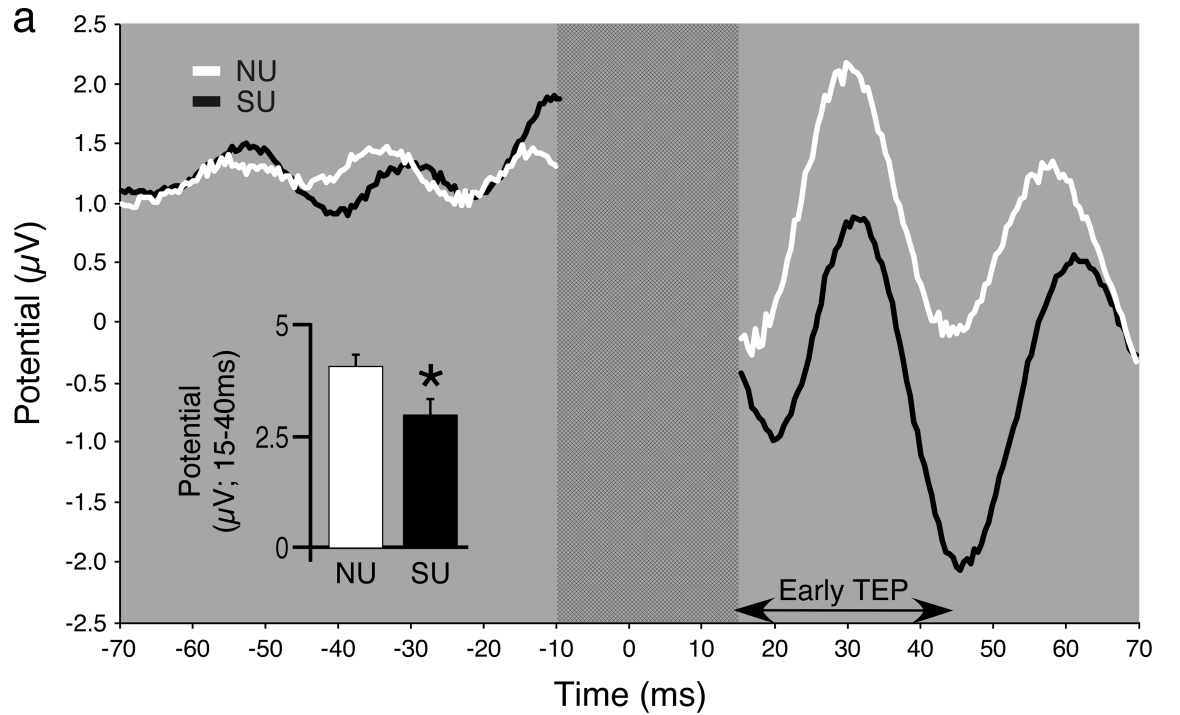 a
2.5
2.0
1.5
1.0
0.5
0
-0.5
-1.0
-1.5
-2.0
-2.5
Potential (µV)
NU
SU
Potential
(µV; 15-40ms)
5
2.5
0
*
NU SU
Early TEP
-70 -60 -50 -40 -30 -20 -10 0 10 20 30 40 50 60 70
Time (ms)